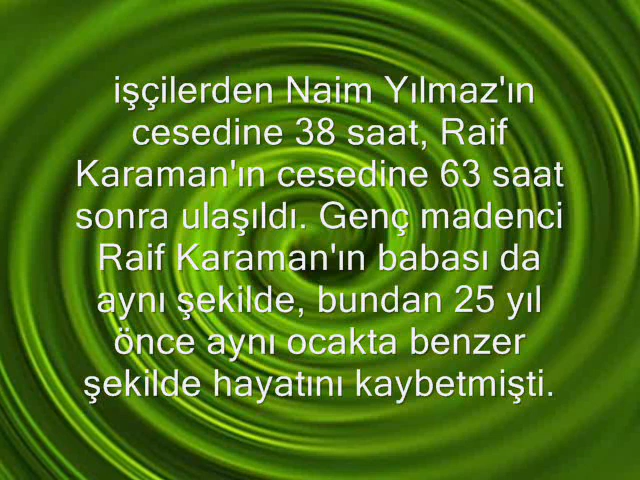 işçilerden Naim Yılmaz'ın
cesedine 38 saat, Raif
Karaman'ın cesedine 63 saat
sonra ulaşıldı. Genç madenci
Raif Karaman'ın babası da
aynı şekilde, bundan 25 yıl
önce aynı ocakta benzer
şekilde hayatını kaybetmişti.